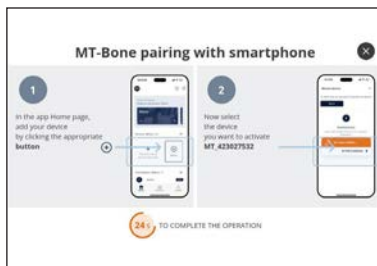 MT-Bone pairing with smartphone
1
In the app Home page,
add your device
by clicking the appropriate
button
2
Now select
the device
you want to activate
MT_423027532
24 s TO COMPLETE THE OPERATION